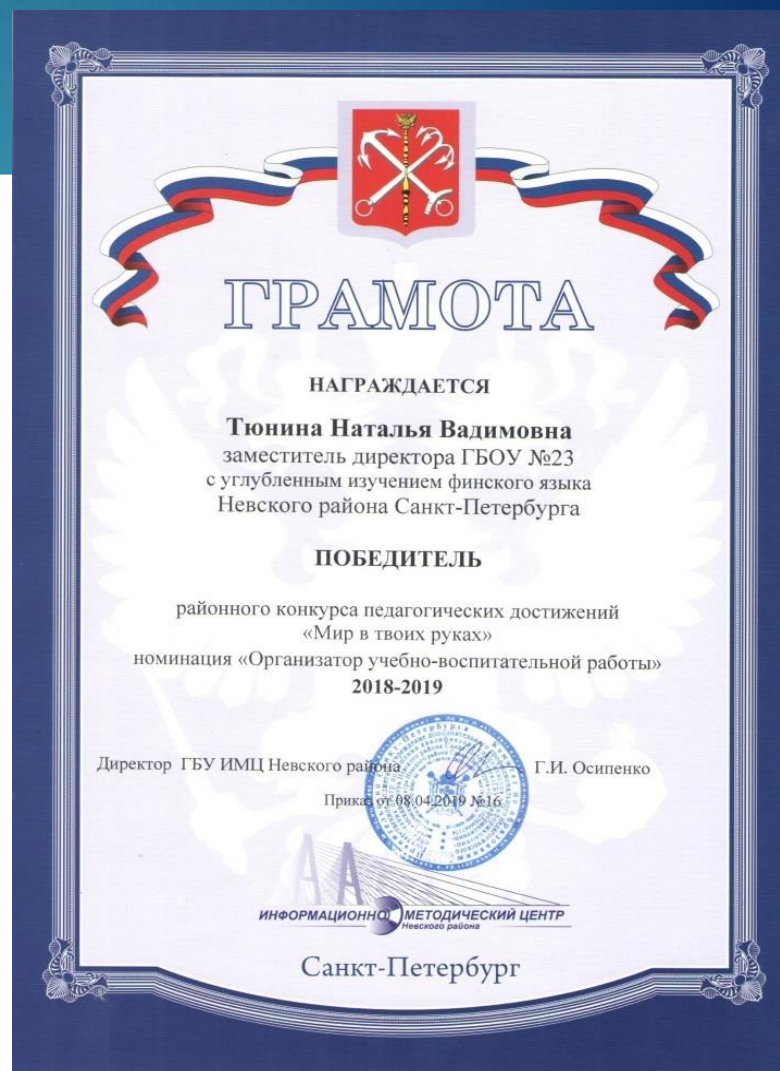 ГРАМОТА
НАГРАЖДАЕТСЯ
Тюнина Наталья Вадимовна
заместитель директора ГБОУ №23
с углубленным изучением финского языка
Невского района Санкт-Петербурга
ПОБЕДИТЕЛЬ
районного конкурса педагогических достижений
«Мир в твоих руках»
номинация «Организатор учебно-воспитательной работы»
2018-2019
Директор ГБУ ИМЦ Невского района Г.И. Осипенко
Приказ от 08.04.2019 №16
ИНФОРМАЦИОННО МЕТОДИЧЕСКИЙ ЦЕНТР
Невского района
Санкт-Петербург